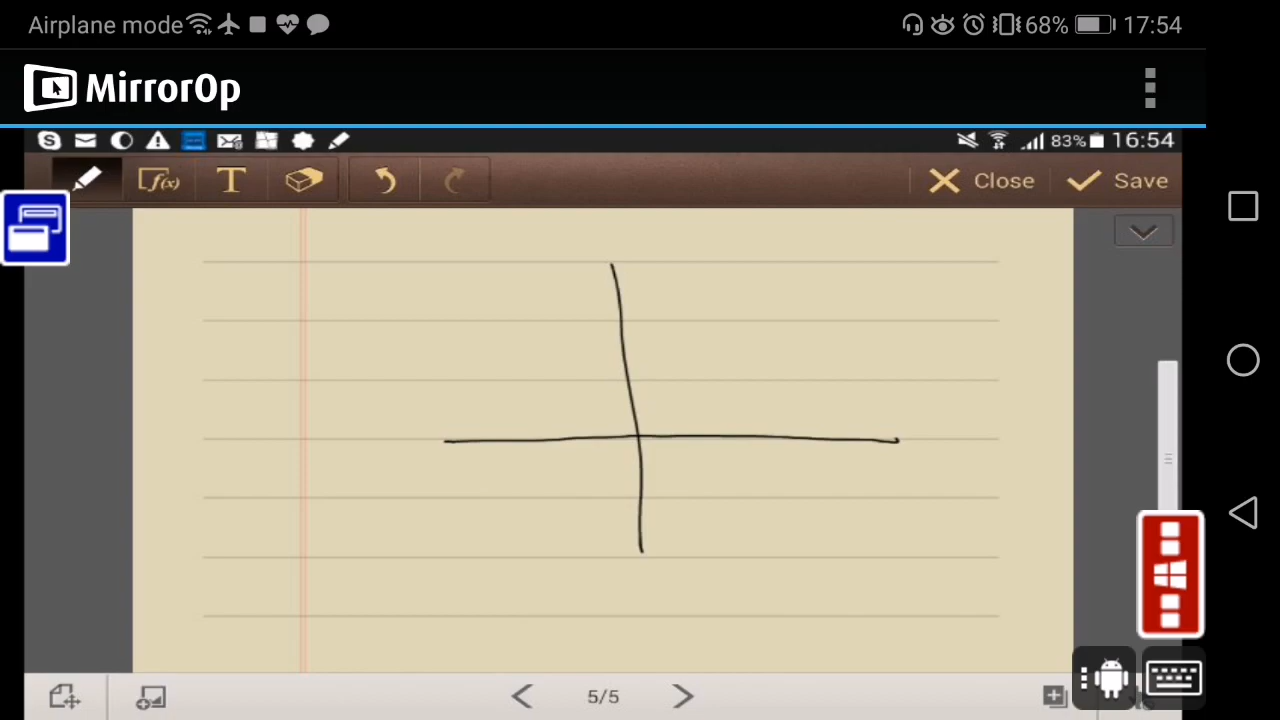 Airplane mode 68% 17:54
MirrorOp
83% 16:54
f(x) T Close Save
5/5